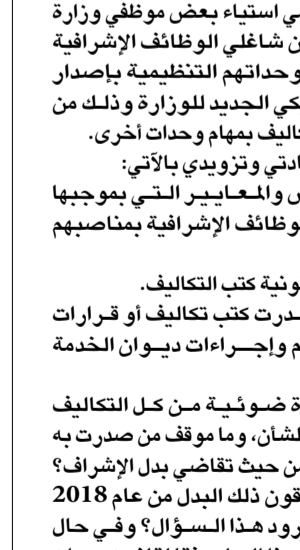 ي استياء بعض موظفي وزارة
ن شاغلي الوظائف الإشرافية
وحداتهم التنظيمية بإصدار
كي الجديد للوزارة وذلك من
تاليف بمهام وحدات أخرى.
ادتي وتزويدي بالآتي:
س والمعايير التي بموجبها
وظائف الإشرافية بمناصبهم
ونية كتب التكاليف.
درت كتب تكاليف أو قرارات
م وإجراءات ديوان الخدمة
ة ضوئية من كل التكاليف
لشأن، وما موقف من صدرت به
ن حيث تقاضي بدل الإشراف؟
قون ذلك البدل من عام 2018
رود هذا السؤال؟ وفي حال